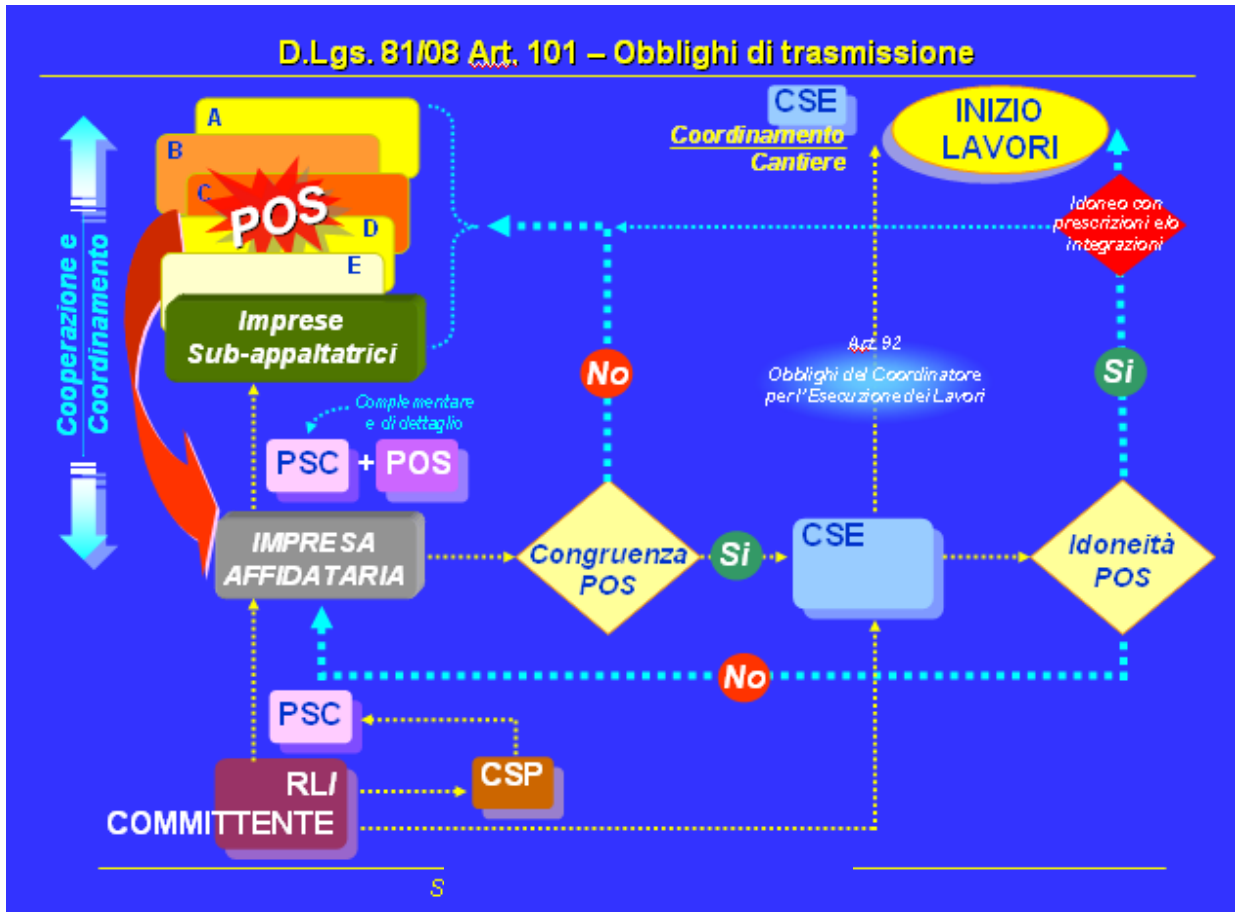 D.Lgs. 81/08 Art. 101 – Obblighi di trasmissione
A
B
C
POS
D
E
Imprese
Sub-appaltatrici
Cooperazione e
Coordinamento
CSE
Coordinamento
Cantiere
INIZIO
LAVORI
Idoneo con
prescrizioni e/o
integrazioni
No
Art. 92
Obblighi del Coordinatore
per l'Esecuzione dei Lavori
Si
Complementare
e di dettaglio
PSC + POS
IMPRESA
AFFIDATARIA
Congruenza
POS
Si
CSE
Idoneità
POS
No
PSC
CSP
RL/
COMMITTENTE
S